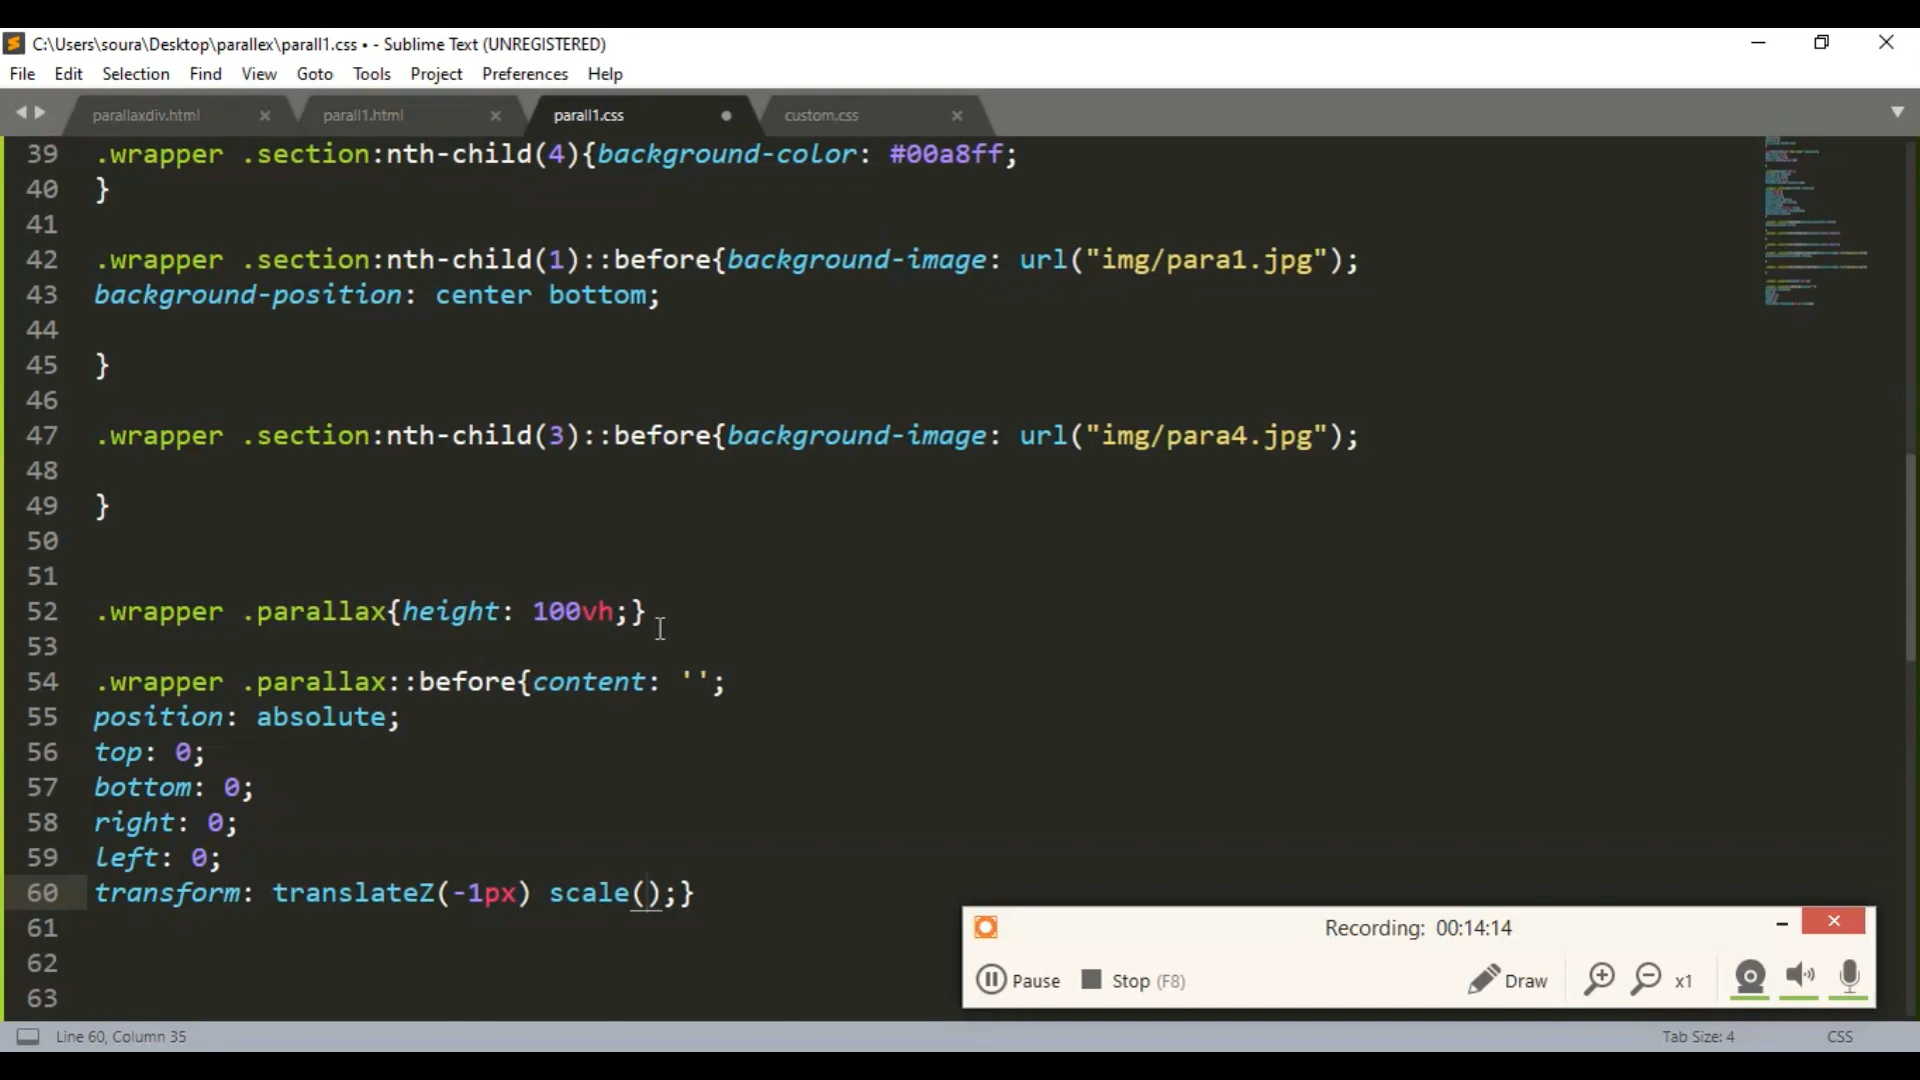 C:\Users\soura\Desktop\parallex\parall1.css • - Sublime Text (UNREGISTERED)
File Edit Selection Find View Goto Tools Project Preferences Help
parallaxdiv.html parall1.html parall1.css custom.css
39 .wrapper .section:nth-child(4){background-color: #00a8ff;
40 }
41
42 .wrapper .section:nth-child(1)::before{background-image: url("img/para1.jpg");
43 background-position: center bottom;
44
45 }
46
47 .wrapper .section:nth-child(3)::before{background-image: url("img/para4.jpg");
48
49 }
50
51
52 .wrapper .parallax{height: 100vh;}
53
54 .wrapper .parallax::before{content: '';
55 position: absolute;
56 top: 0;
57 bottom: 0;
58 right: 0;
59 left: 0;
60 transform: translateZ(-1px) scale();}
61
62
63
Recording: 00:14:14
Pause Stop (F8) Draw x1
Line 60, Column 35 Tab Size: 4 CSS